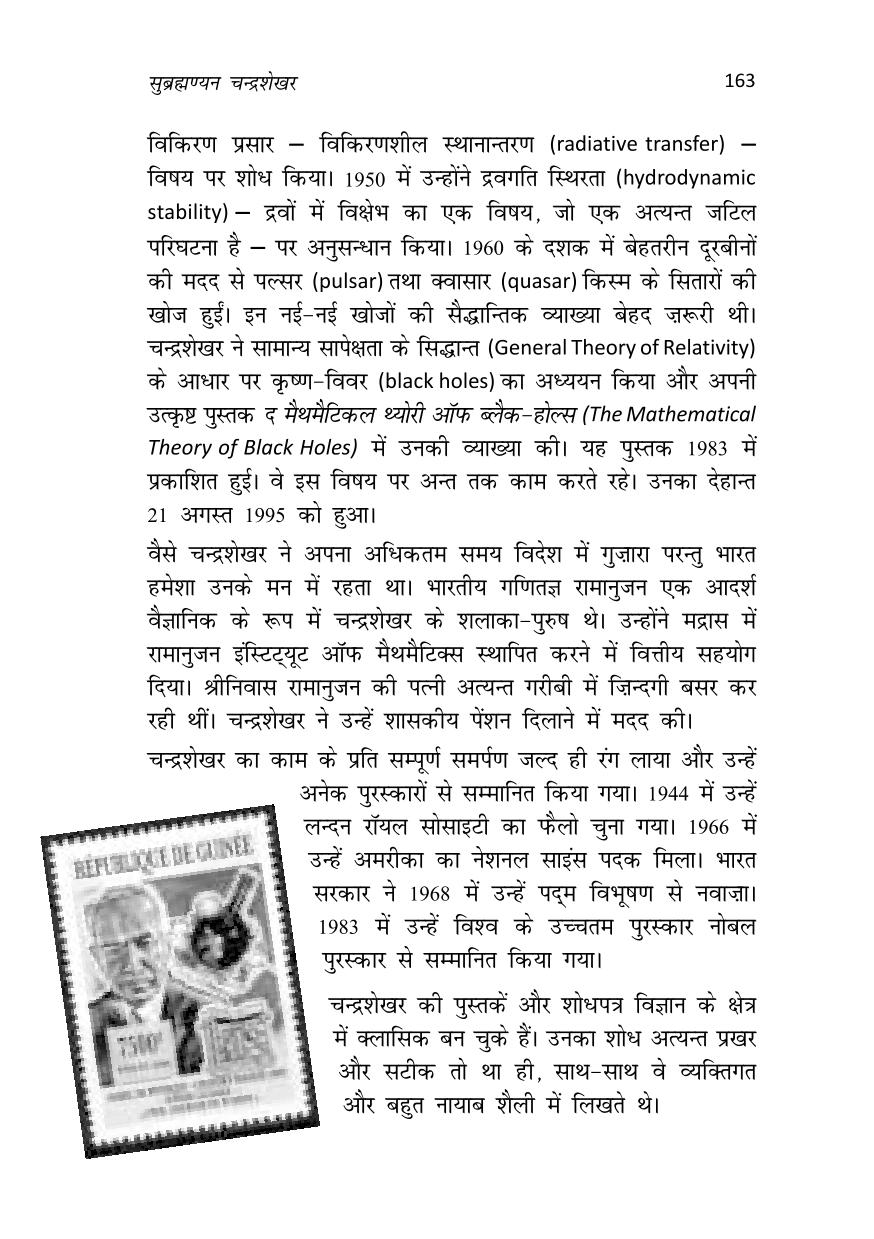 सुब्रह्मण्यन चन्द्रशेखर 163
विकिरण प्रसार – विकिरणशील स्थानान्तरण (radiative transfer) –
विषय पर शोध किया। 1950 में उन्होंने द्रवगति स्थिरता (hydrodynamic
stability) – द्रवों में विक्षेभ का एक विषय, जो एक अत्यन्त जटिल
परिघटना है – पर अनुसन्धान किया। 1960 के दशक में बेहतरीन दूरबीनों
की मदद से पल्सर (pulsar) तथा क्वासार (quasar) किस्म के सितारों की
खोज हुईं। इन नई-नई खोजों की सैद्धान्तिक व्याख्या बेहद ज़रूरी थी।
चन्द्रशेखर ने सामान्य सापेक्षता के सिद्धान्त (General Theory of Relativity)
के आधार पर कृष्ण-विवर (black holes) का अध्ययन किया और अपनी
उत्कृष्ट पुस्तक द मैथमैटिकल थ्योरी ऑफ ब्लैक-होल्स (The Mathematical
Theory of Black Holes) में उनकी व्याख्या की। यह पुस्तक 1983 में
प्रकाशित हुई। वे इस विषय पर अन्त तक काम करते रहे। उनका देहान्त
21 अगस्त 1995 को हुआ।
वैसे चन्द्रशेखर ने अपना अधिकतम समय विदेश में गुज़ारा परन्तु भारत
हमेशा उनके मन में रहता था। भारतीय गणितज्ञ रामानुजन एक आदर्श
वैज्ञानिक के रूप में चन्द्रशेखर के शलाका-पुरुष थे। उन्होंने मद्रास में
रामानुजन इंस्टिट्यूट ऑफ मैथमैटिक्स स्थापित करने में वित्तीय सहयोग
दिया। श्रीनिवास रामानुजन की पत्नी अत्यन्त गरीबी में ज़िन्दगी बसर कर
रही थीं। चन्द्रशेखर ने उन्हें शासकीय पेंशन दिलाने में मदद की।
चन्द्रशेखर का काम के प्रति सम्पूर्ण समर्पण जल्द ही रंग लाया और उन्हें
अनेक पुरस्कारों से सम्मानित किया गया। 1944 में उन्हें
लन्दन रॉयल सोसाइटी का फैलो चुना गया। 1966 में
उन्हें अमरीका का नेशनल साइंस पदक मिला। भारत
सरकार ने 1968 में उन्हें पद्म विभूषण से नवाज़ा।
1983 में उन्हें विश्व के उच्चतम पुरस्कार नोबल
पुरस्कार से सम्मानित किया गया।
चन्द्रशेखर की पुस्तकें और शोधपत्र विज्ञान के क्षेत्र
में क्लासिक बन चुके हैं। उनका शोध अत्यन्त प्रखर
और सटीक तो था ही, साथ-साथ वे व्यक्तिगत
और बहुत नायाब शैली में लिखते थे।
RÉPUBLIQUE DE GUINÉE